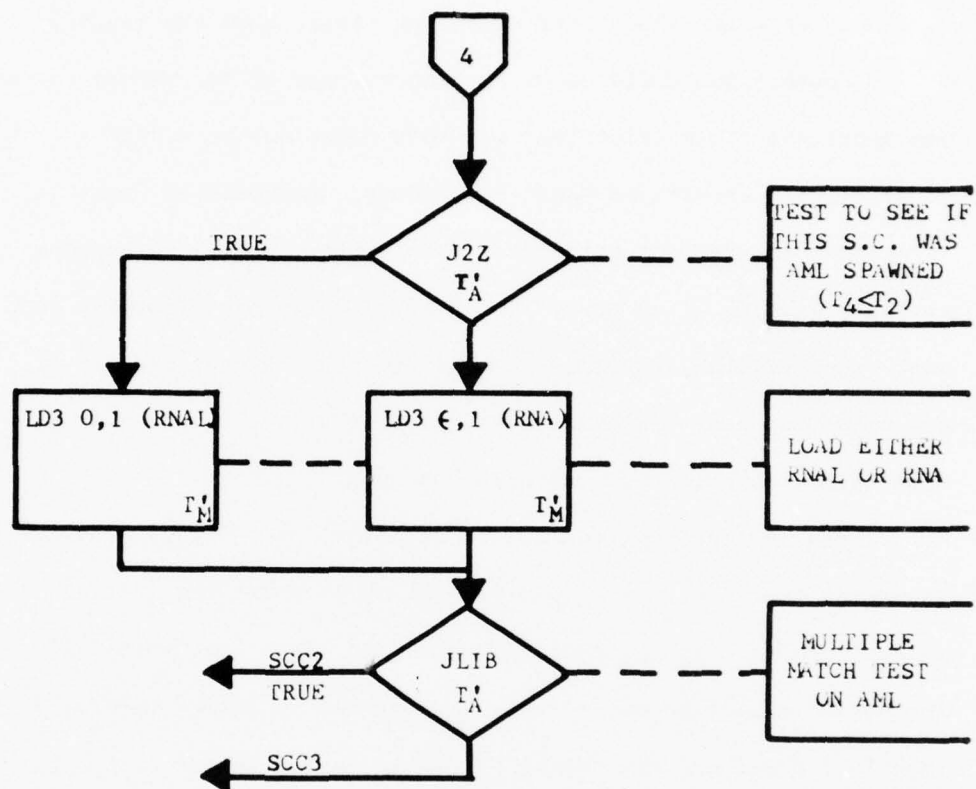 4
TRUE
J2Z
T'A
TEST TO SEE IF
THIS S.C. WAS
AML SPAWNED
(T4≤T2)
LD3 0,1 (RNAL)
T'M
LD3 ϵ,1 (RNA)
T'M
LOAD EITHER
RNAL OR RNA
SCC2
TRUE
JLIB
T'A
MULTIPLE
MATCH TEST
ON AML
SCC3